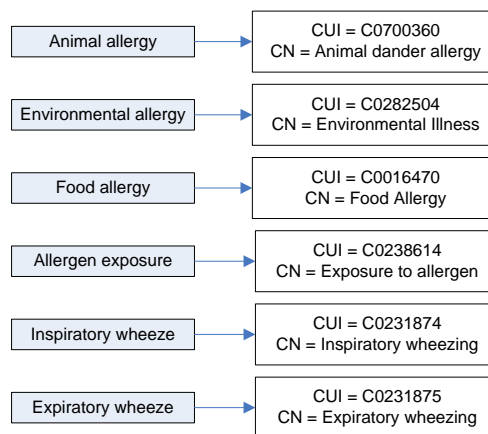 Animal allergy
CUI = C0700360
CN = Animal dander allergy
Environmental allergy
CUI = C0282504
CN = Environmental Illness
Food allergy
CUI = C0016470
CN = Food Allergy
Allergen exposure
CUI = C0238614
CN = Exposure to allergen
Inspiratory wheeze
CUI = C0231874
CN = Inspiratory wheezing
Expiratory wheeze
CUI = C0231875
CN = Expiratory wheezing